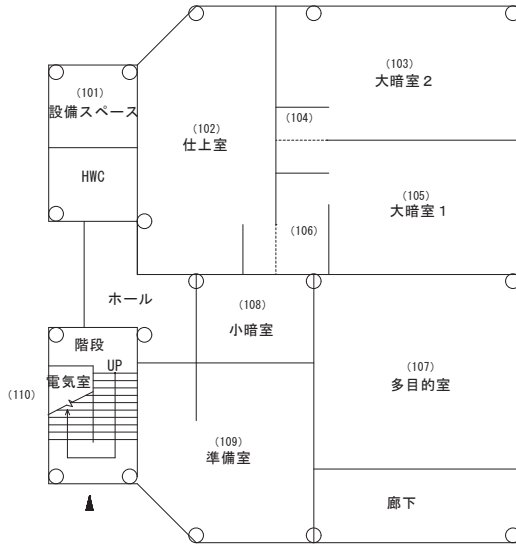 (103)
大暗室２
(101)
設備スペース
(104)
(102)
仕上室
HWC
(105)
大暗室１
(106)
ホール
(108)
小暗室
階段
UP
(107)
多目的室
電気室
(110)
(109)
準備室
廊下